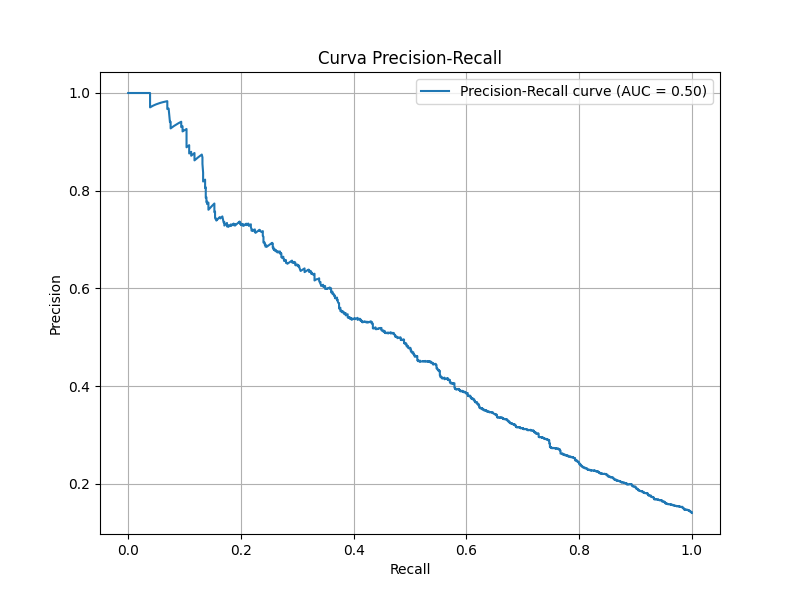 Curva Precision-Recall
Precision-Recall curve (AUC = 0.50)
1.0
0.8
0.6
0.4
0.2
Precision
0.0 0.2 0.4 0.6 0.8 1.0
Recall